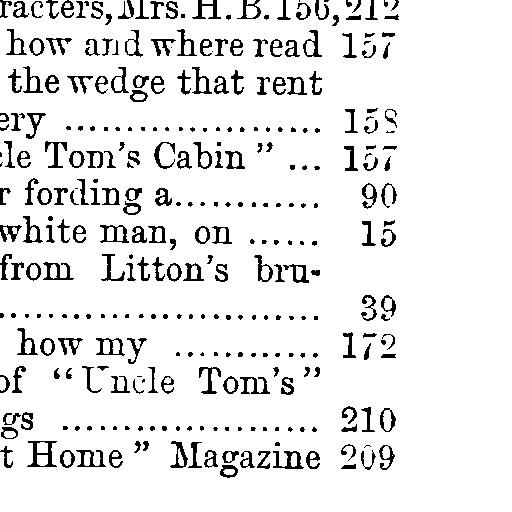 racters, Mrs. H. B. 156, 212
how and where read 157
the wedge that rent
ery ..................... 158
cle Tom's Cabin" ... 157
r fording a............ 90
white man, on ...... 15
from Litton's bru-
........................... 39
how my ............ 172
of "Uncle Tom's"
gs ..................... 210
t Home" Magazine 209